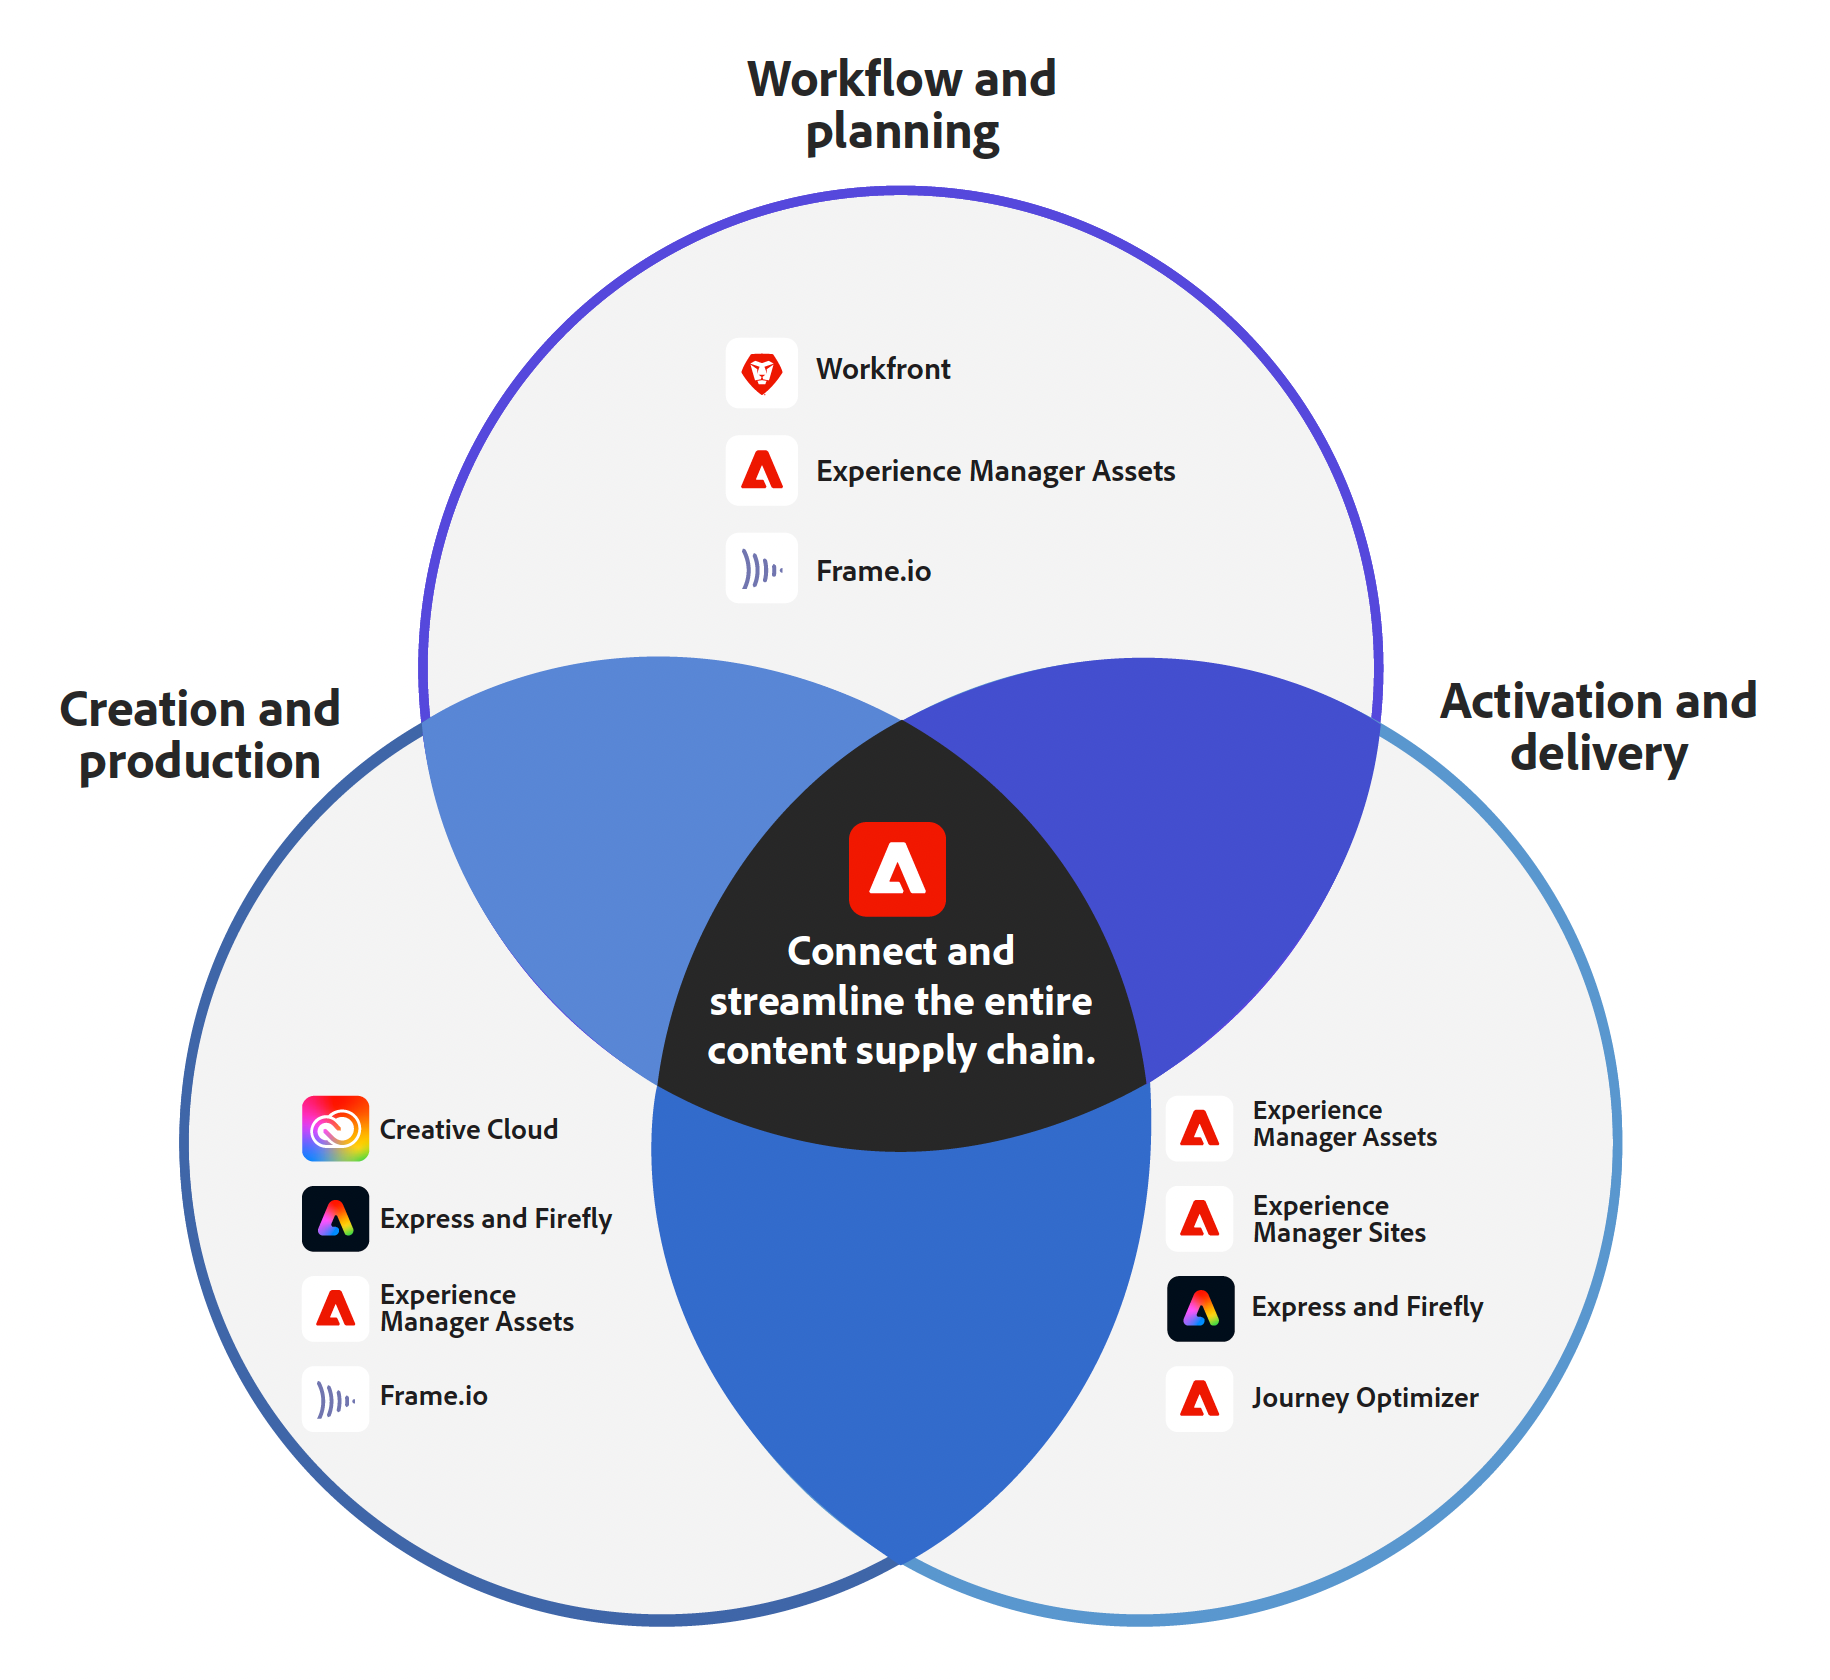 Workflow and
planning
Workfront
Experience Manager Assets
Frame.io
Creation and
production
Activation and
delivery
Connect and
streamline the entire
content supply chain.
Creative Cloud
Express and Firefly
Experience
Manager Assets
Frame.io
Experience
Manager Assets
Experience
Manager Sites
Express and Firefly
Journey Optimizer